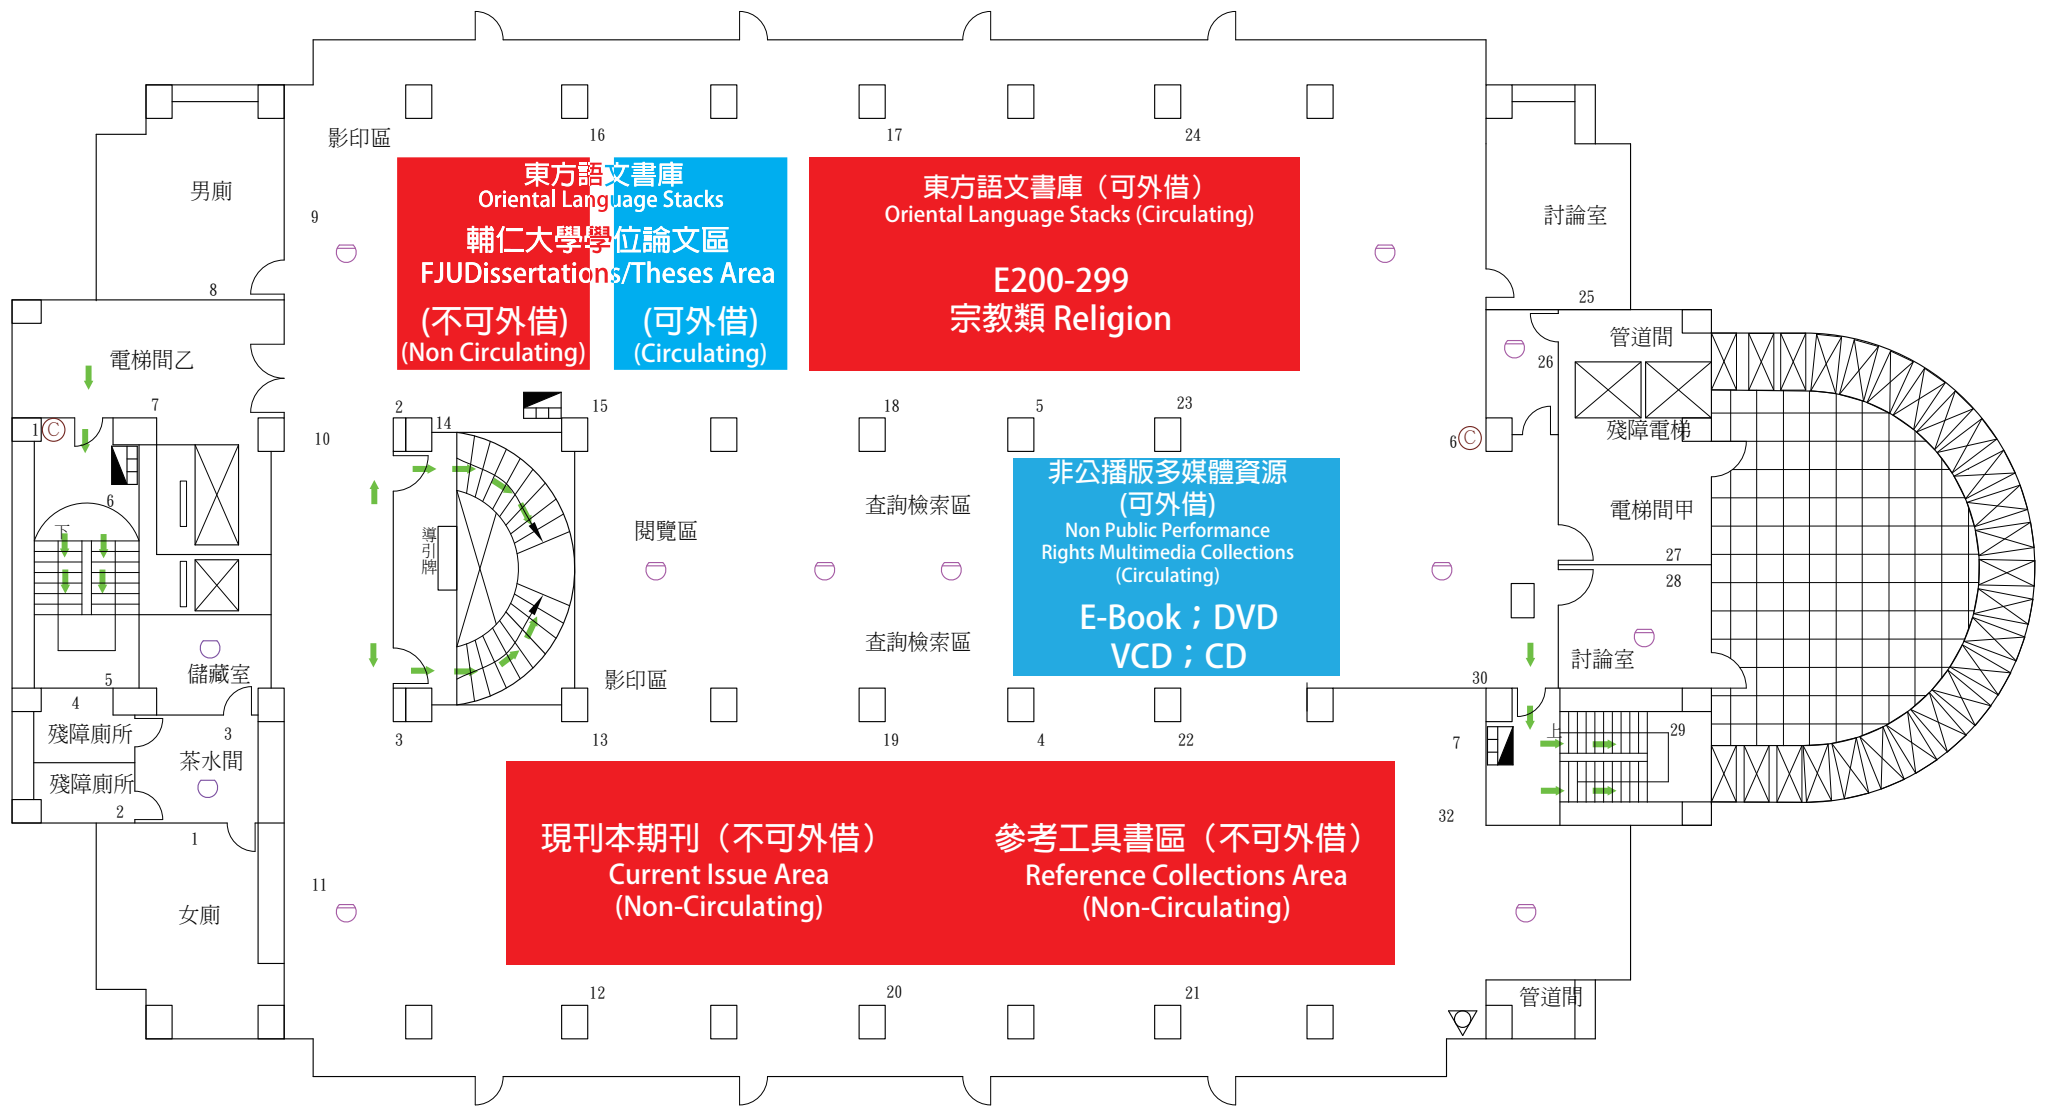 影印區
16
17
24
東方語文書庫
Oriental Language Stacks
輔仁大學學位論文區
FJUDissertations/Theses Area
(不可外借)
(Non Circulating)
(可外借)
(Circulating)
東方語文書庫（可外借）
Oriental Language Stacks (Circulating)
E200-299
宗教類 Religion
男廁
9
討論室
8
25
管道間
電梯間乙
26
7
2
14
15
18
5
23
1
C
10
6
C
殘障電梯
6
下
導引牌
閱覽區
查詢檢索區
查詢檢索區
非公播版多媒體資源
(可外借)
Non Public Performance
Rights Multimedia Collections
(Circulating)
E-Book；DVD
VCD；CD
電梯間甲
27
28
討論室
儲藏室
5
影印區
30
4
殘障廁所
3
茶水間
殘障廁所
2
1
3
13
19
4
22
7
上
29
32
現刊本期刊（不可外借）
Current Issue Area
(Non-Circulating)
參考工具書區（不可外借）
Reference Collections Area
(Non-Circulating)
11
女廁
12
20
21
管道間